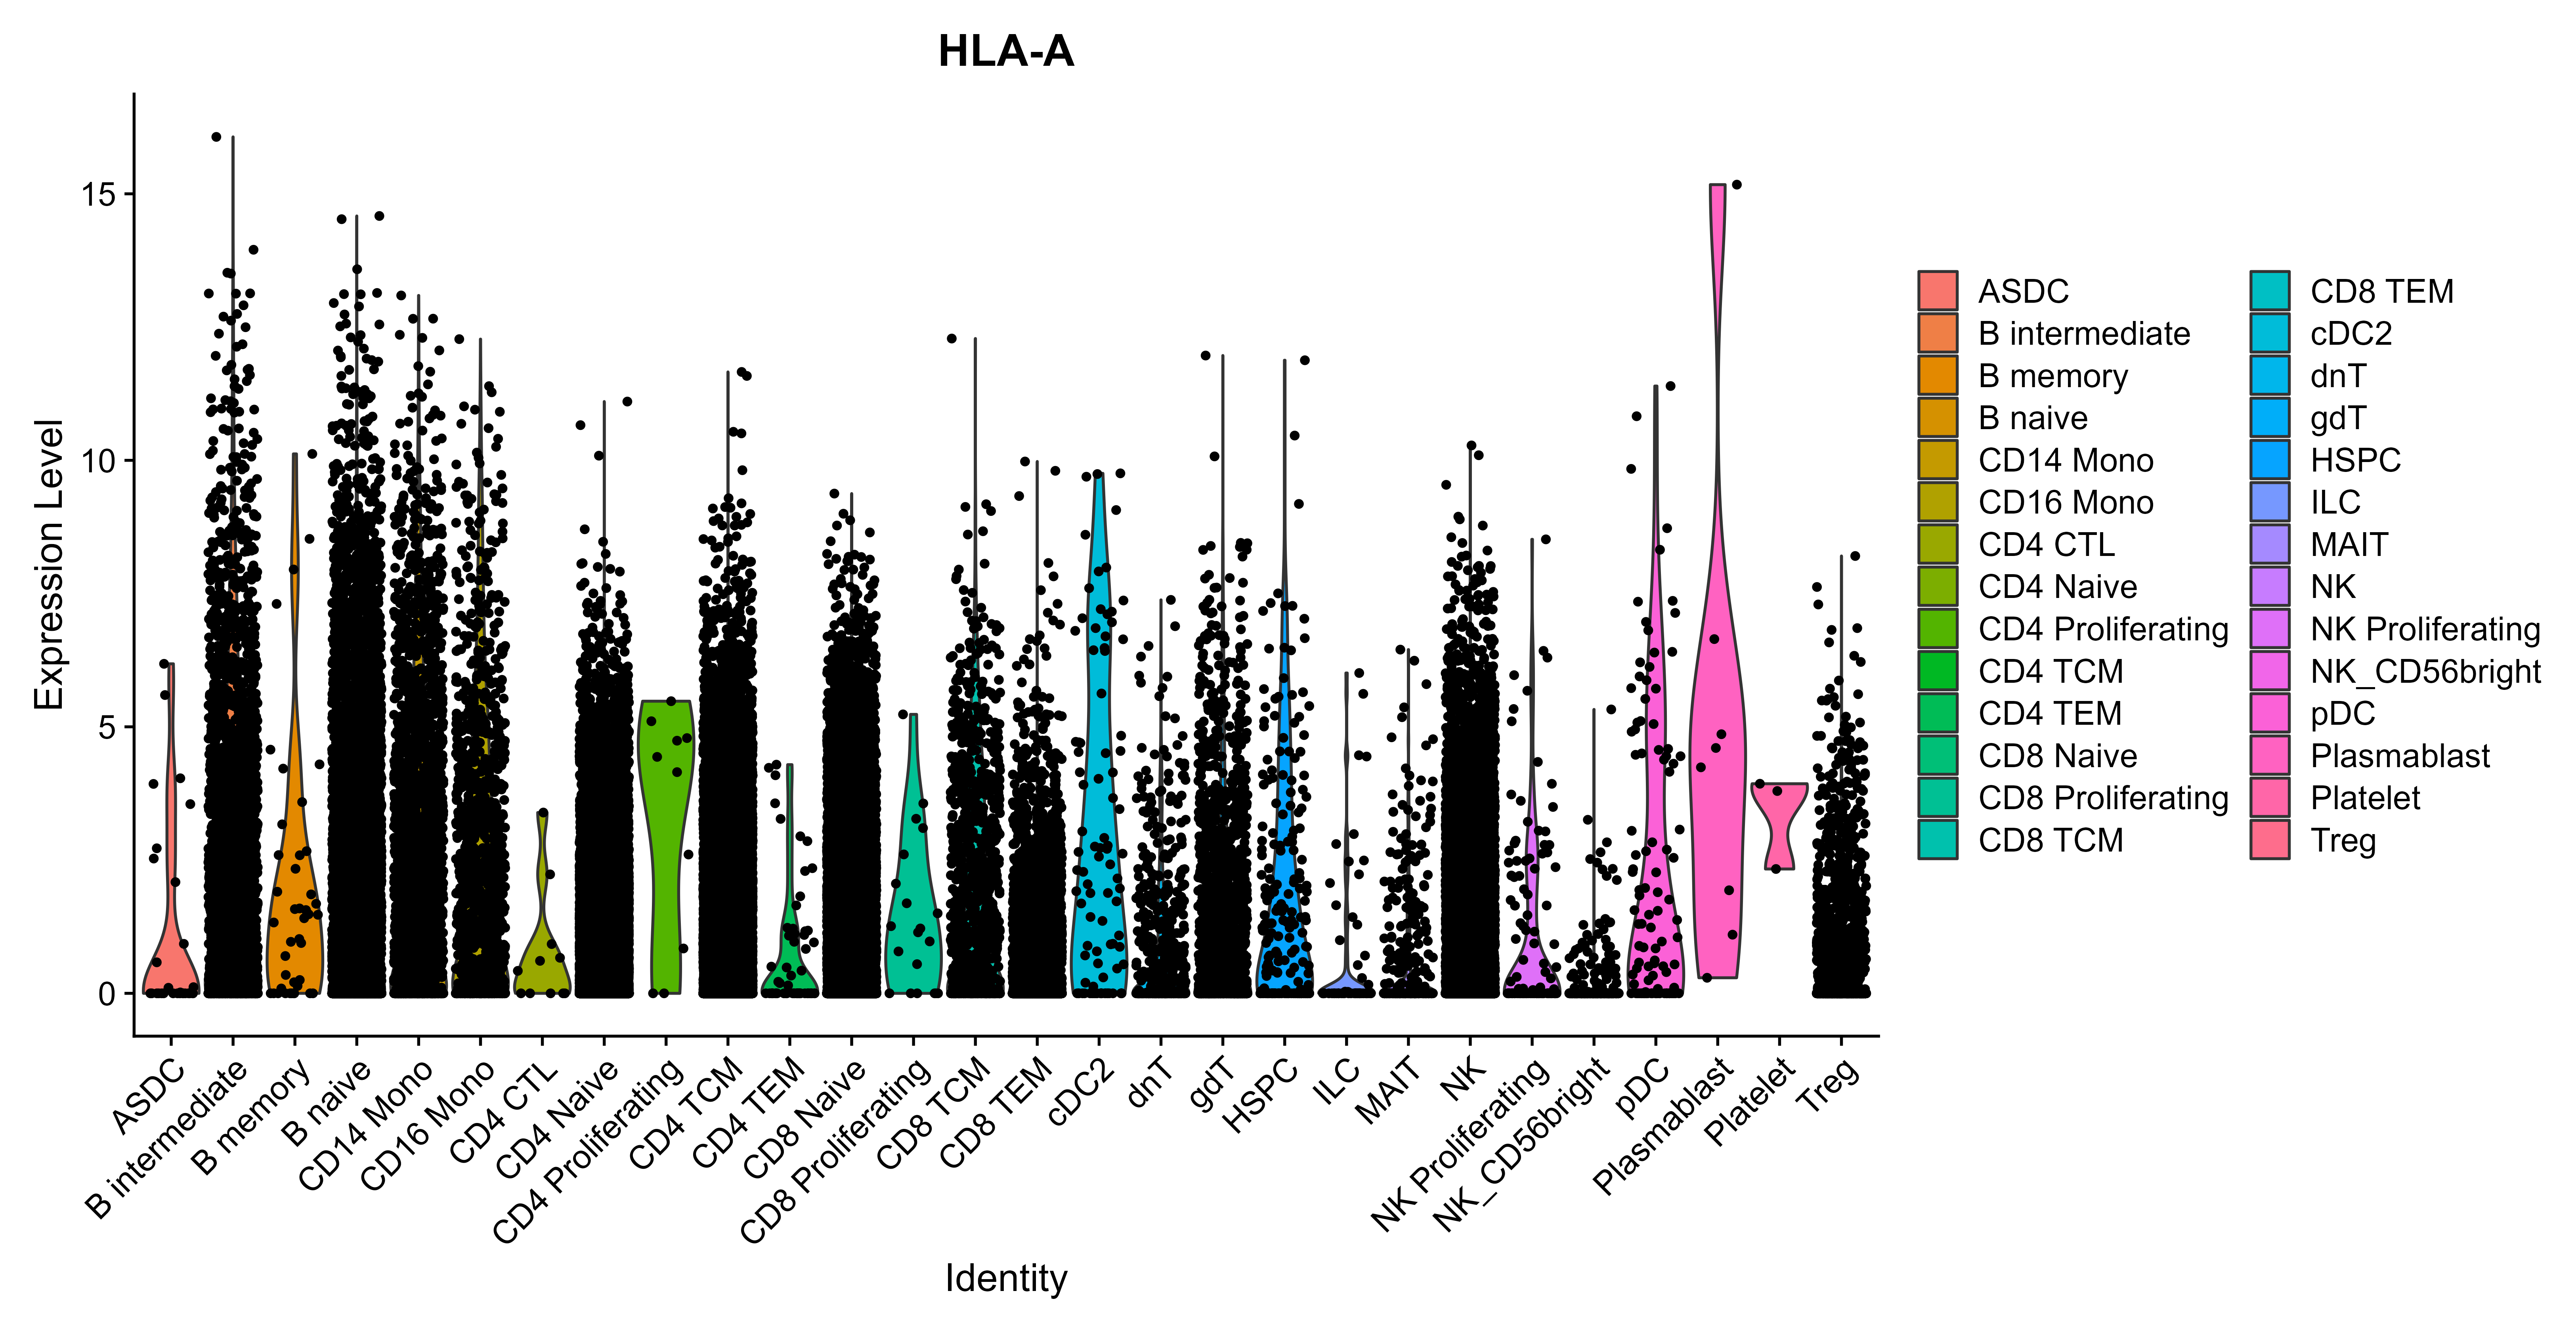 HLA-A
Expression Level
15
10
5
0
ASDC
B intermediate
B memory
B naive
CD14 Mono
CD16 Mono
CD4 CTL
CD4 Naive
CD4 Proliferating
CD4 TCM
CD4 TEM
CD8 Naive
CD8 Proliferating
CD8 TCM
CD8 TEM
cDC2
dnT
gdT
HSPC
ILC
MAIT
NK
NK Proliferating
NK_CD56bright
pDC
Plasmablast
Platelet
Treg
Identity
ASDC
B intermediate
B memory
B naive
CD14 Mono
CD16 Mono
CD4 CTL
CD4 Naive
CD4 Proliferating
CD4 TCM
CD4 TEM
CD8 Naive
CD8 Proliferating
CD8 TCM
CD8 TEM
cDC2
dnT
gdT
HSPC
ILC
MAIT
NK
NK Proliferating
NK_CD56bright
pDC
Plasmablast
Platelet
Treg